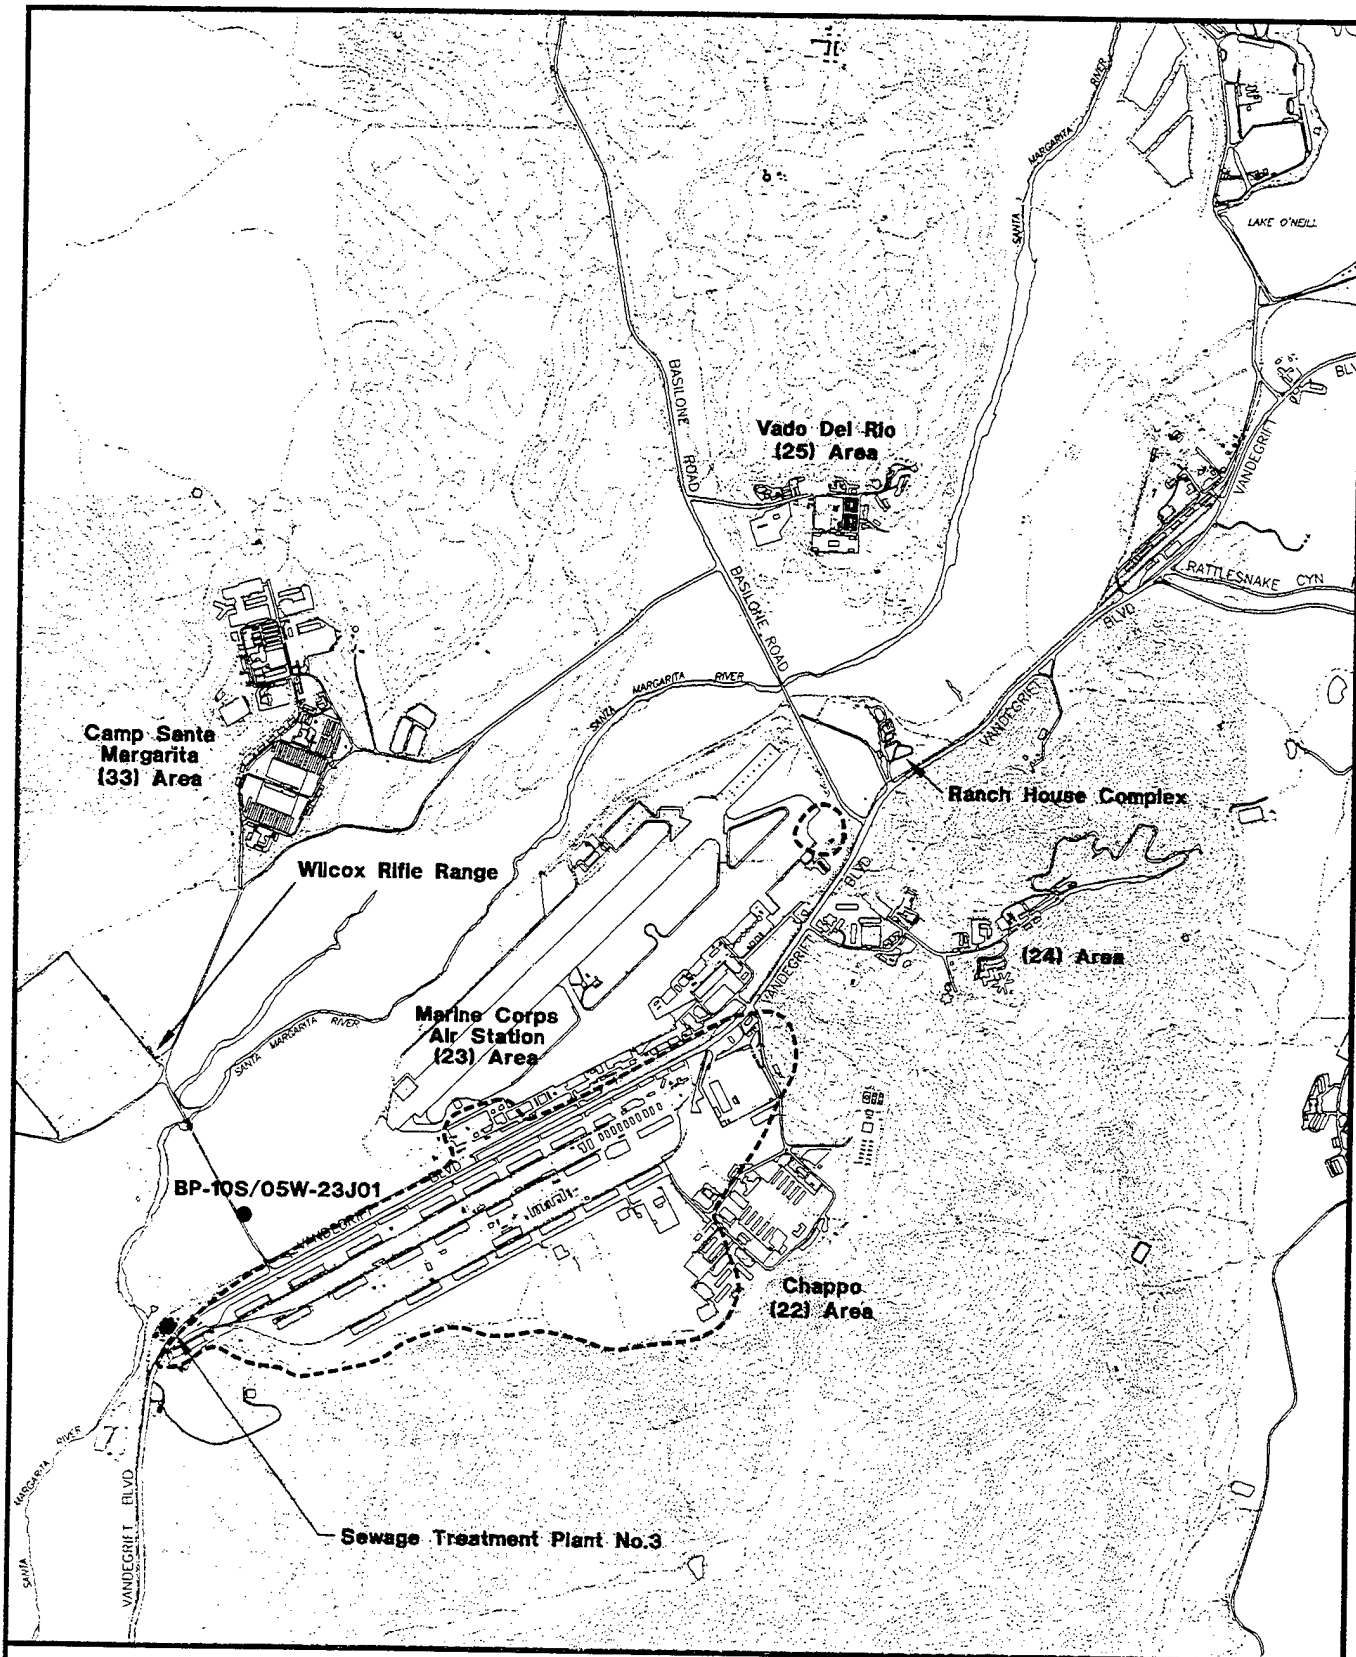 MARGARITA
RIVER
SANTA
LAKE O'NEILL
BASILONE
ROAD
BLV
Vado Del Rio
(25) Area
VANDEGRIFT
BLVD
RATTLESNAKE CYN
BASILONE ROAD
SANTA MARGARITA RIVER
VANDEGRIFT
Camp Santa
Margarita
(33) Area
Ranch House Complex
Wilcox Rifle Range
BLVD
VANDEGRIFT
(24) Area
Marine Corps
Air Station
(23) Area
SANTA MARGARITA RIVER
BP-10S/05W-23J01
VANDEGRIFT
BLVD
Chappo
(22) Area
SANTA
MARGARITA
RIVER
VANDEGRIFT BLVD
Sewage Treatment Plant No.3